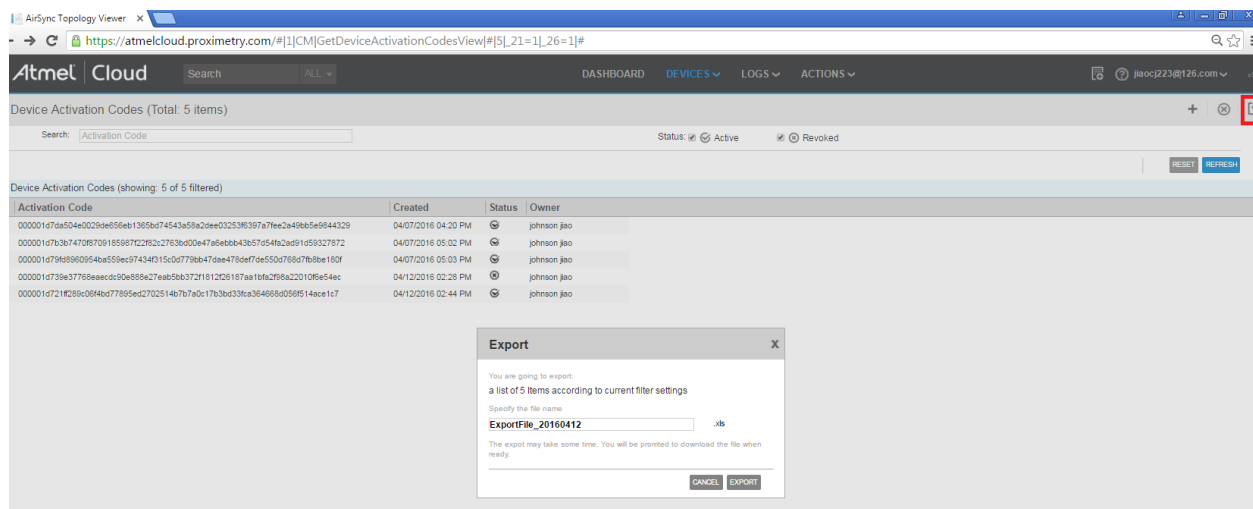 AirSync Topology Viewer
https://atmelcloud.proximetry.com/#|1|CM|GetDeviceActivationCodesView|#|5|_21=1|_26=1|#
Atmel Cloud Search ALL DASHBOARD DEVICES LOGS ACTIONS jiaocj223@126.com
Device Activation Codes (Total: 5 items)
Search: Activation Code Status: Active Revoked
RESET REFRESH
Device Activation Codes (showing: 5 of 5 filtered)
Activation Code Created Status Owner
000001d7da504e0029de656eb1365bd74543a58a2dee03253f6397a7fee2a49bb5e9844329 04/07/2016 04:20 PM johnson jiao
000001d7b3b7470f8709185987f22f82c2763bd00e47a6ebbb43b57d54fa2ad91d59327872 04/07/2016 05:02 PM johnson jiao
000001d79fd8960954ba559ec97434f315c0d779bb47dae478def7de550d768d7fb8be180f 04/07/2016 05:03 PM johnson jiao
000001d739e37768eaecdc90e888e27eab5bb372f1812f26187aa1bfa2f98a22010f6e54ec 04/12/2016 02:28 PM johnson jiao
000001d721ff289c06f4bd77895ed2702514b7b7a0c17b3bd33fca364668d056f514ace1c7 04/12/2016 02:44 PM johnson jiao
Export X
You are going to export:
a list of 5 Items according to current filter settings
Specify the file name
ExportFile_20160412 .xls
The expot may take some time. You will be promted to download the file when
ready.
CANCEL EXPORT